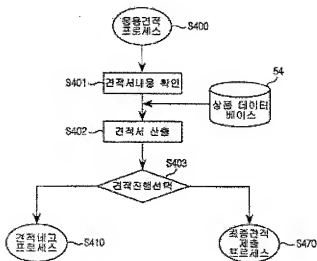 응용견적
프로세스
S400
S401
견적서내용 확인
54
상품 데이터
베이스
S402
견적서 산출
S403
견적진행선택
견적네고
프로세스
S410
최종견적
제출
프로세스
S470